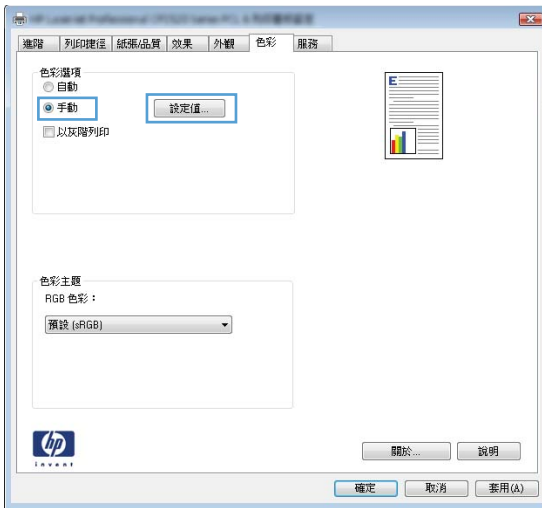 進階 列印捷徑 紙張/品質 效果 外觀 色彩 服務
色彩選項
自動
手動 設定值...
以灰階列印
E
色彩主題
RGB 色彩：
預設 (sRGB)
hp
invent
關於... 說明
確定 取消 套用(A)